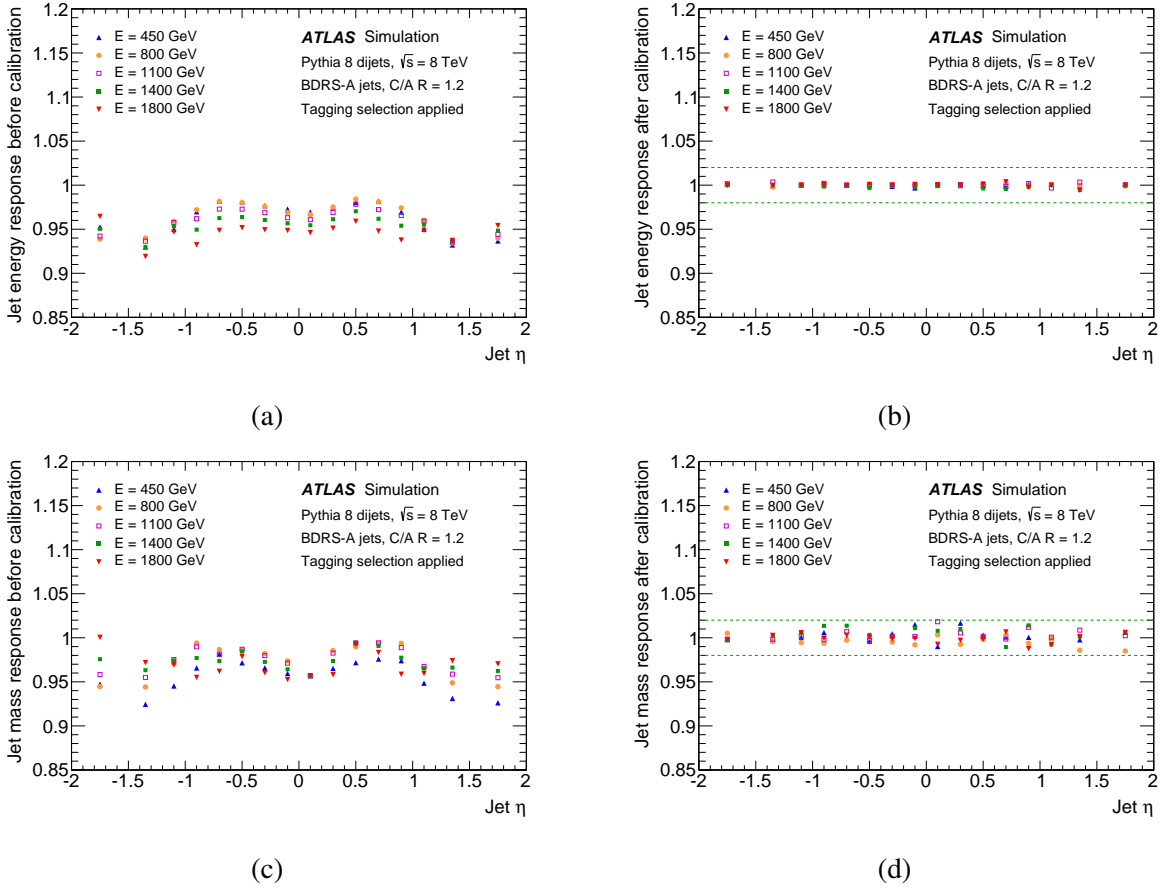 Jet energy response before calibration
1.2
1.15
1.1
1.05
1
0.95
0.9
0.85
E = 450 GeV
E = 800 GeV
E = 1100 GeV
E = 1400 GeV
E = 1800 GeV
ATLAS Simulation
Pythia 8 dijets, √s = 8 TeV
BDRS-A jets, C/A R = 1.2
Tagging selection applied
-2 -1.5 -1 -0.5 0 0.5 1 1.5 2
Jet η
(a)
Jet energy response after calibration
1.2
1.15
1.1
1.05
1
0.95
0.9
0.85
E = 450 GeV
E = 800 GeV
E = 1100 GeV
E = 1400 GeV
E = 1800 GeV
ATLAS Simulation
Pythia 8 dijets, √s = 8 TeV
BDRS-A jets, C/A R = 1.2
Tagging selection applied
-2 -1.5 -1 -0.5 0 0.5 1 1.5 2
Jet η
(b)
Jet mass response before calibration
1.2
1.15
1.1
1.05
1
0.95
0.9
0.85
E = 450 GeV
E = 800 GeV
E = 1100 GeV
E = 1400 GeV
E = 1800 GeV
ATLAS Simulation
Pythia 8 dijets, √s = 8 TeV
BDRS-A jets, C/A R = 1.2
Tagging selection applied
-2 -1.5 -1 -0.5 0 0.5 1 1.5 2
Jet η
(c)
Jet mass response after calibration
1.2
1.15
1.1
1.05
1
0.95
0.9
0.85
E = 450 GeV
E = 800 GeV
E = 1100 GeV
E = 1400 GeV
E = 1800 GeV
ATLAS Simulation
Pythia 8 dijets, √s = 8 TeV
BDRS-A jets, C/A R = 1.2
Tagging selection applied
-2 -1.5 -1 -0.5 0 0.5 1 1.5 2
Jet η
(d)